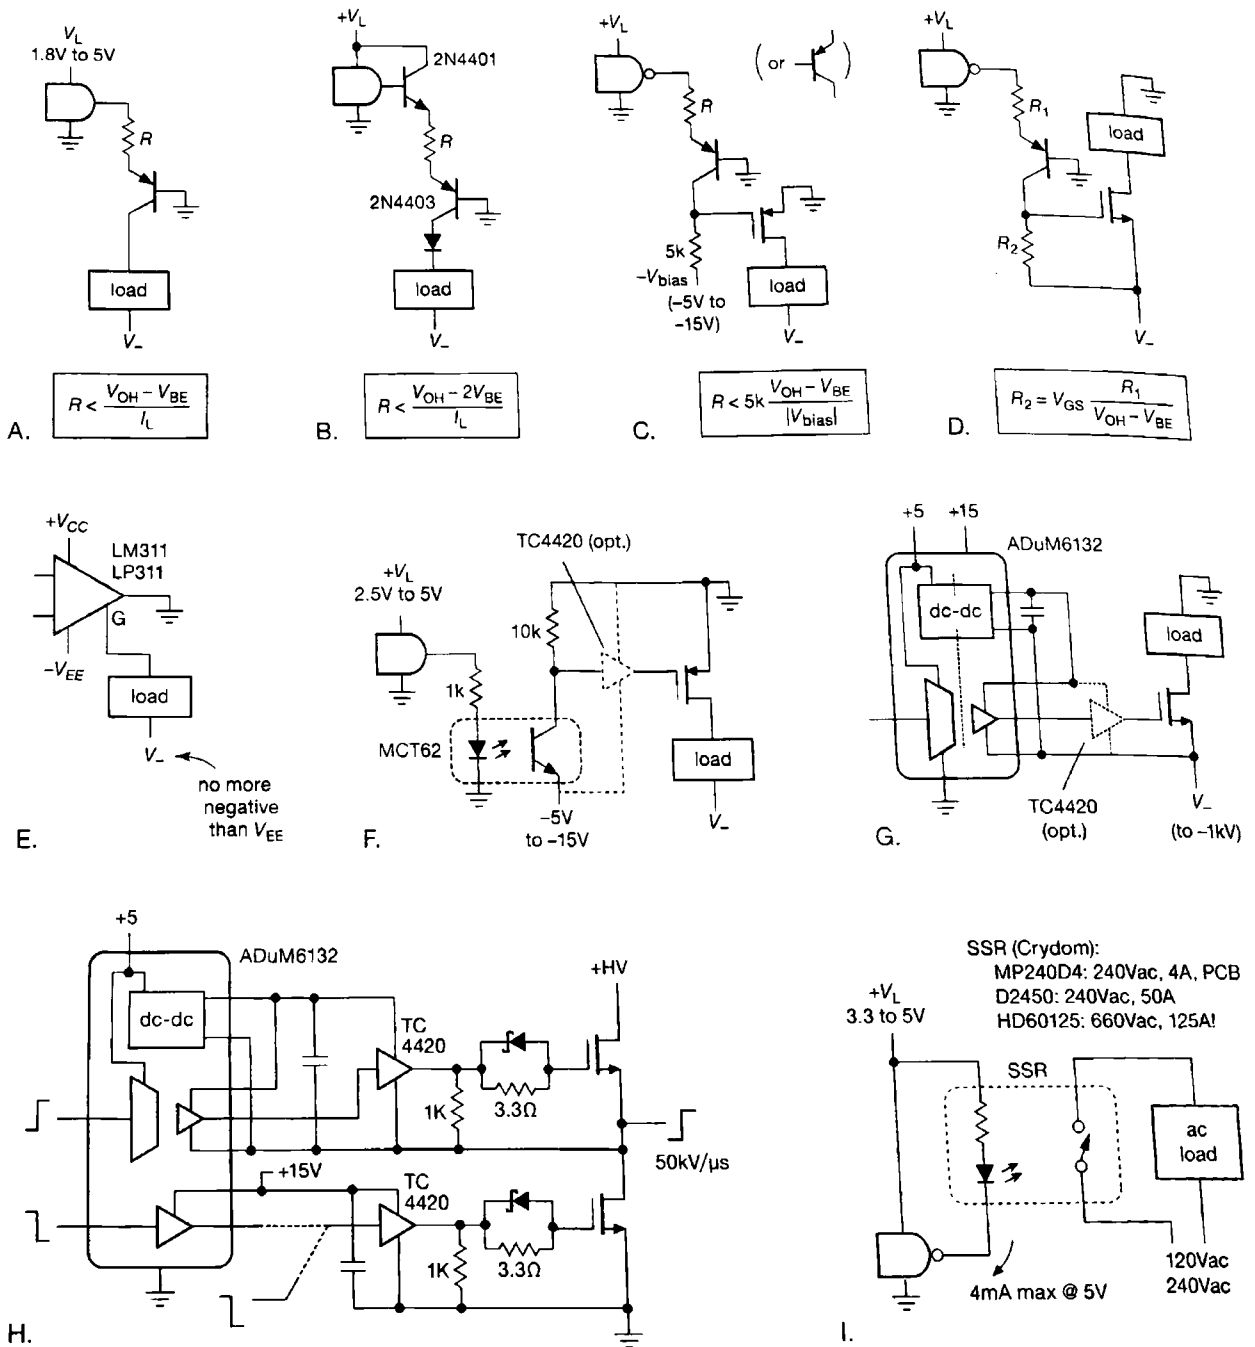 V_L
1.8V to 5V
R
load
V_–
R < (V_OH – V_BE) / I_L
A.
+V_L
2N4401
R
2N4403
load
V_–
R < (V_OH – 2V_BE) / I_L
B.
+V_L
(or )
R
5k
–V_bias
(–5V to
–15V)
load
V_–
R < 5k (V_OH – V_BE) / |V_bias|
C.
+V_L
R_1
load
R_2
V_–
R_2 = V_GS R_1 / (V_OH – V_BE)
D.
+V_CC
LM311
LP311
G
–V_EE
load
V_–
no more
negative
than V_EE
E.
TC4420 (opt.)
+V_L
2.5V to 5V
10k
1k
MCT62
load
–5V
to –15V
V_–
F.
+5
+15
ADuM6132
dc-dc
load
TC4420
(opt.)
V_–
(to –1kV)
G.
+5
ADuM6132
dc-dc
+HV
TC
4420
1K
3.3Ω
50kV/µs
+15V
TC
4420
1K
3.3Ω
H.
SSR (Crydom):
MP240D4: 240Vac, 4A, PCB
D2450: 240Vac, 50A
HD60125: 660Vac, 125A!
+V_L
3.3 to 5V
SSR
ac
load
4mA max @ 5V
120Vac
240Vac
I.